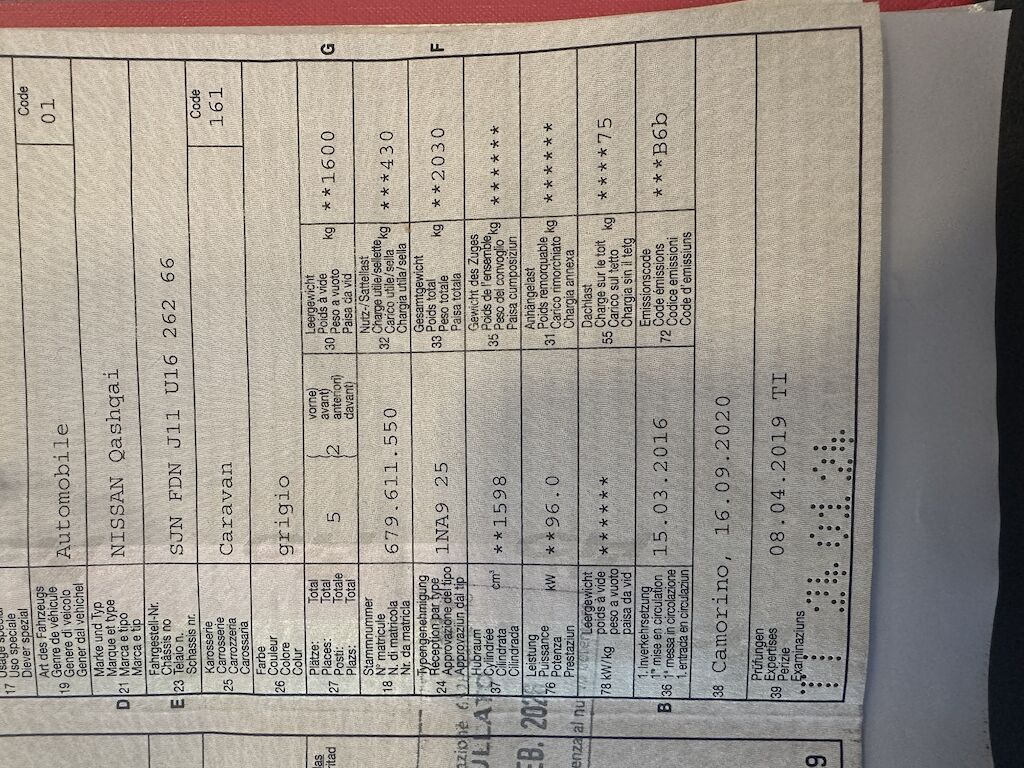 17
Uso speciale
Diever spezial
Art des Fahrzeugs
Genre de véhicule
19 Genere di veicolo
Gener dal vehichel
Automobile
Code
01
Marke und Typ
Marque et type
D 21 Marca e tipo
Marca e tip
NISSAN Qashqai
Fahrgestell-Nr.
Châssis no
E 23 Telaio n.
Schassis nr.
SJN FDN J11 U16 262 66
Karosserie
Carrosserie
25 Carrozzeria
Carossaria
Caravan
Code
161
Farbe
Couleur
26 Colore
Colur
grigio
Plätze: Total
Places: Total
27 Posti: Totale
Plazs: Total
5
2
vorne)
avant)
anteriori)
davant)
Leergewicht
Poids à vide
30 Peso a vuoto kg
Paisa da vid
**1600
G
Stammnummer
N° matricule
18 N. di matricola
Nr. da matricla
679.611.550
Nutz-/Sattellast
Charge utile/sellette
32 Carico utile/sella kg
Chargia utila/sella
***430
Typengenehmigung
Réception par type
24 Approvazione del tipo
Approvaziun dal tip
1NA9 25
Gesamtgewicht
Poids total
33 Peso totale kg
Paisa totala
**2030
F
Hubraum
Cylindrée
37 Cilindrata cm³
Cilindrada
**1598
Gewicht des Zuges
Poids de l'ensemble
35 Peso del convoglio kg
Paisa cumposiziun
******
Leistung
Puissance
76 Potenza kW
Prestaziun
**96.0
Anhängelast
Poids remorquable
31 Carico rimorchiato kg
Chargia annexa
******
Leergewicht
poids à vide
78 kW/kg peso a vuoto
paisa da vid
******
Dachlast
55 Charge sur le toit
Carico sul tetto kg
Chargia sin il tetg
****75
1. Inverkehrsetzung
1re mise en circulation
B 36 1a messa in circolazione
1. entrada en circulaziun
15.03.2016
Emissionscode
72 Code émissions
Codice emissioni
Code d'emissiuns
***B6b
38 Camorino, 16.09.2020
Prüfungen
Expertises
39 Perizie
Examinaziuns
08.04.2019 TI